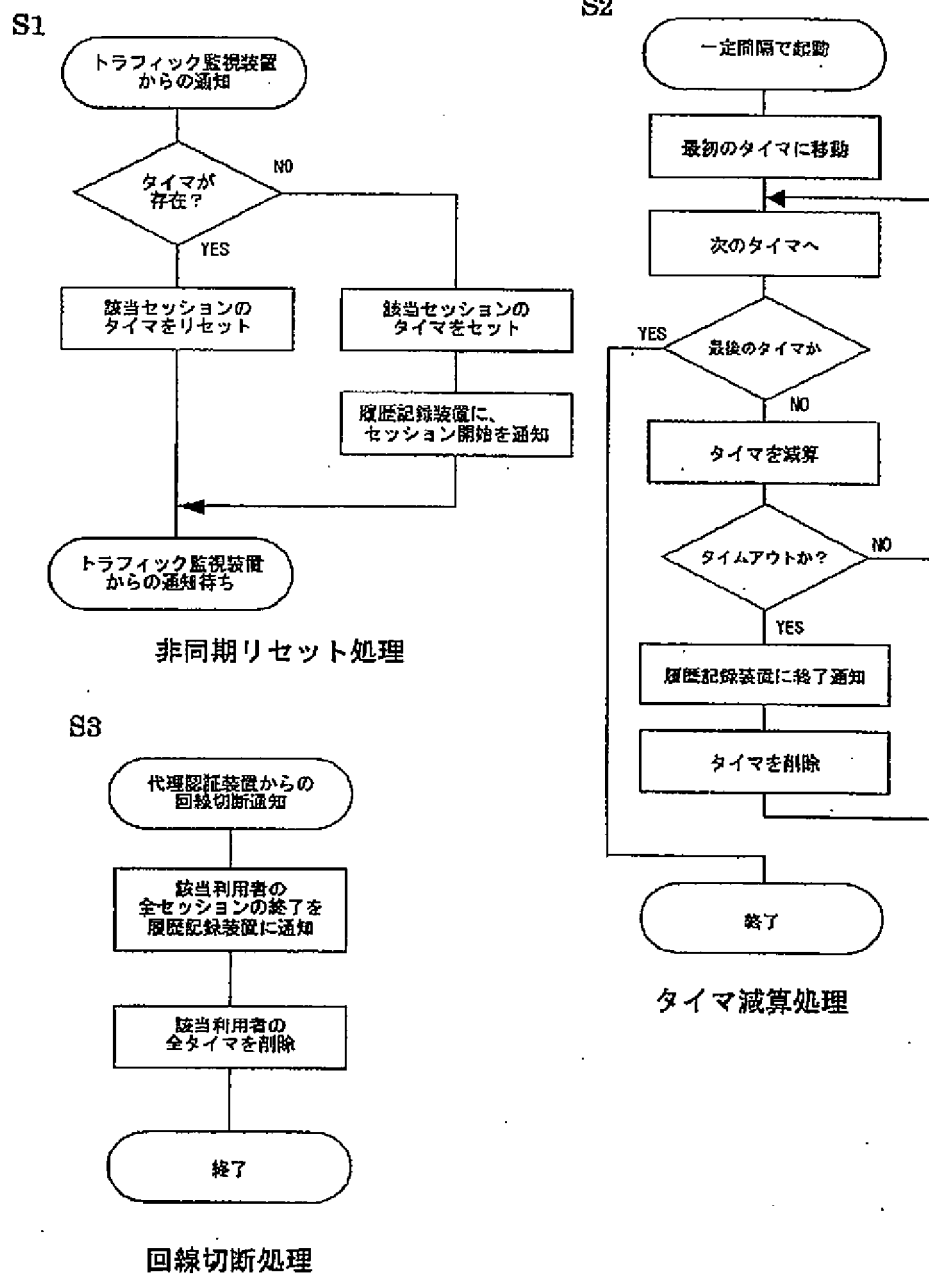 S1
トラフィック監視装置
からの通知
タイマが
存在?
NO
YES
該当セッションの
タイマをリセット
該当セッションの
タイマをセット
履歴記録装置に、
セッション開始を通知
トラフィック監視装置
からの通知待ち
非同期リセット処理
S2
一定間隔で起動
最初のタイマに移動
次のタイマへ
YES
最後のタイマか
NO
タイマを減算
タイムアウトか?
NO
YES
履歴記録装置に終了通知
タイマを削除
終了
タイマ減算処理
S3
代理認証装置からの
回線切断通知
該当利用者の
全セッションの終了を
履歴記録装置に通知
該当利用者の
全タイマを削除
終了
回線切断処理